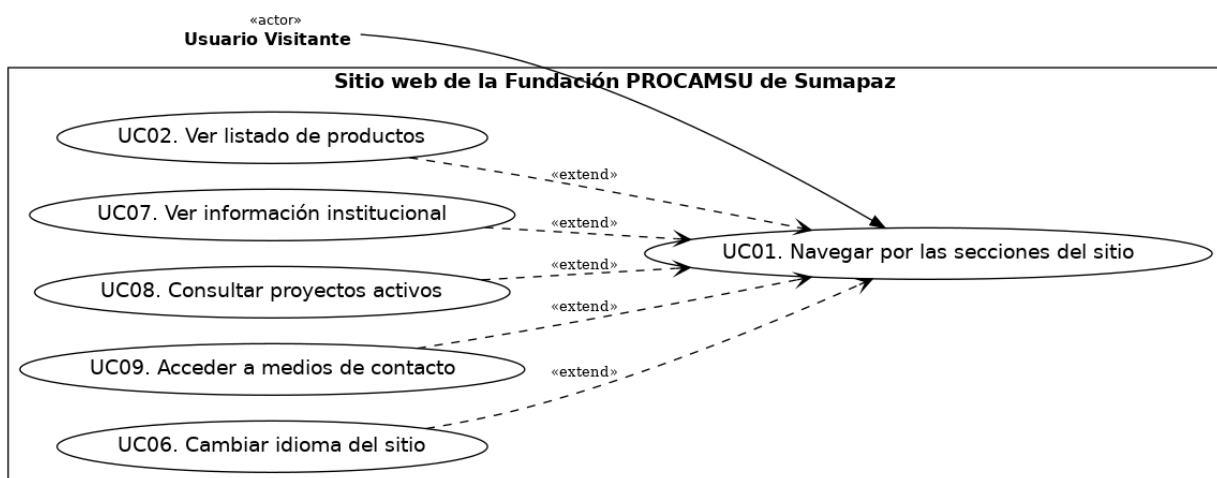 «actor»
Usuario Visitante
Sitio web de la Fundación PROCAMSU de Sumapaz
UC02. Ver listado de productos
«extend»
UC07. Ver información institucional
«extend»
UC01. Navegar por las secciones del sitio
«extend»
UC08. Consultar proyectos activos
«extend»
UC09. Acceder a medios de contacto
«extend»
UC06. Cambiar idioma del sitio